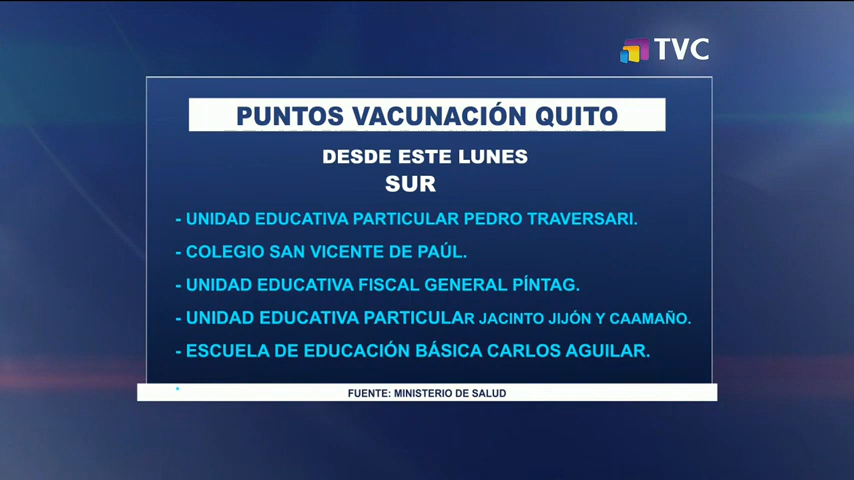 TVC
PUNTOS VACUNACIÓN QUITO
DESDE ESTE LUNES
SUR
- UNIDAD EDUCATIVA PARTICULAR PEDRO TRAVERSARI.
- COLEGIO SAN VICENTE DE PAÚL.
- UNIDAD EDUCATIVA FISCAL GENERAL PÍNTAG.
- UNIDAD EDUCATIVA PARTICULAR JACINTO JIJÓN Y CAAMAÑO.
- ESCUELA DE EDUCACIÓN BÁSICA CARLOS AGUILAR.
FUENTE: MINISTERIO DE SALUD